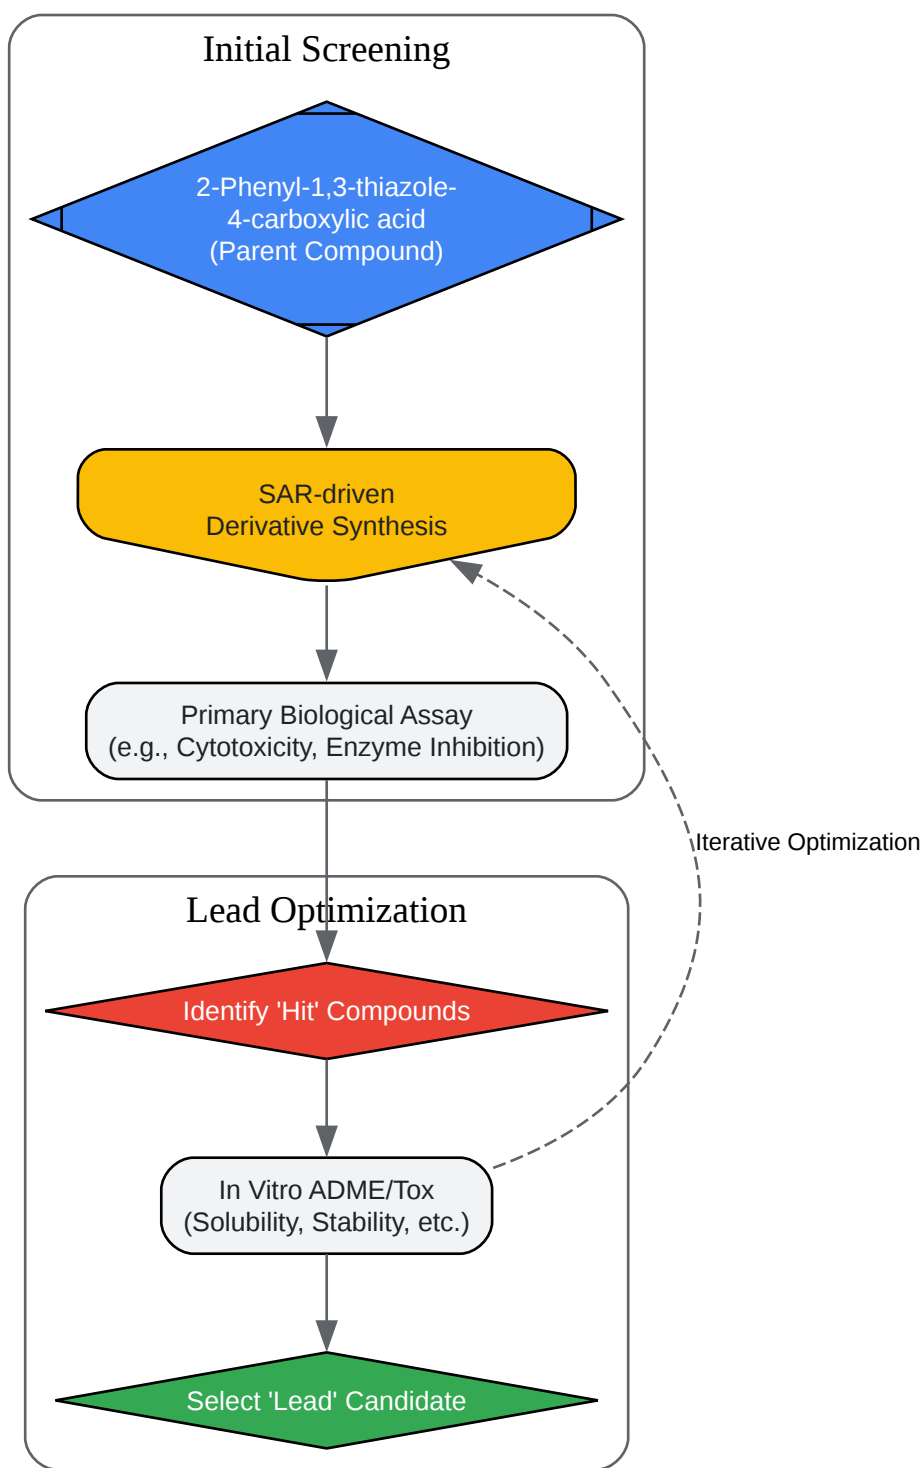 Initial Screening
2-Phenyl-1,3-thiazole-
4-carboxylic acid
(Parent Compound)
SAR-driven
Derivative Synthesis
Primary Biological Assay
(e.g., Cytotoxicity, Enzyme Inhibition)
Iterative Optimization
Lead Optimization
Identify 'Hit' Compounds
In Vitro ADME/Tox
(Solubility, Stability, etc.)
Select 'Lead' Candidate